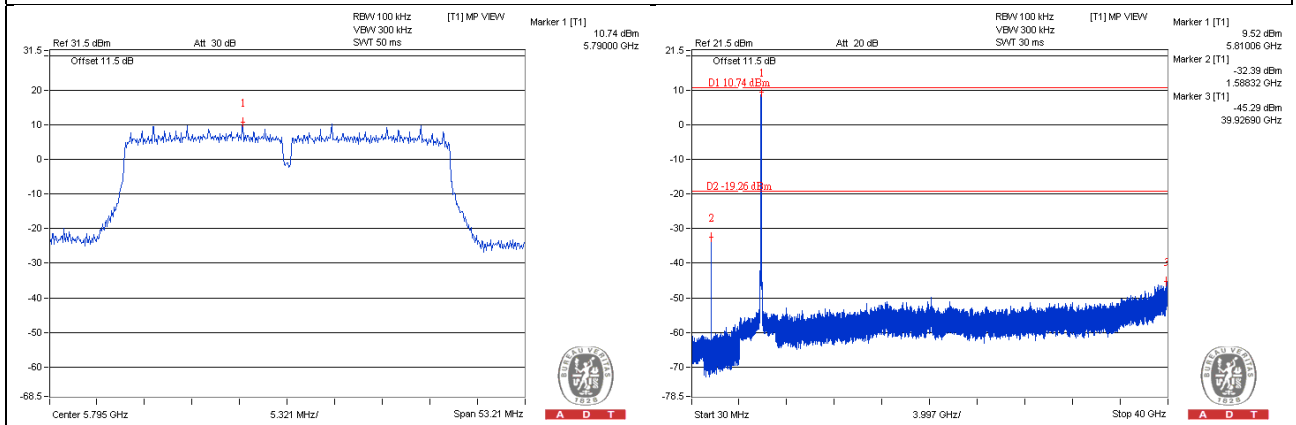 RBW 100 kHz
[T1] MP VIEW
VBW 300 kHz
Marker 1 [T1]
10.74 dBm
Ref 31.5 dBm
Att 30 dB
SWT 50 ms
5.79000 GHz
31.5
Offset 11.5 dB
20
1
10
0
-10
-20
-30
-40
-50
-60
-68.5
Center 5.795 GHz
5.321 MHz/
Span 53.21 MHz
BUREAU VERITAS
1828
A D T
RBW 100 kHz
[T1] MP VIEW
VBW 300 kHz
Marker 1 [T1]
9.52 dBm
Ref 21.5 dBm
Att 20 dB
SWT 30 ms
5.81006 GHz
21.5
Offset 11.5 dB
Marker 2 [T1]
-32.39 dBm
1.58832 GHz
1
D1 10.74 dBm
Marker 3 [T1]
-45.29 dBm
39.92690 GHz
10
0
-10
D2 -19.26 dBm
-20
2
-30
3
-40
-50
-60
-70
-78.5
Start 30 MHz
3.997 GHz/
Stop 40 GHz
BUREAU VERITAS
1828
A D T